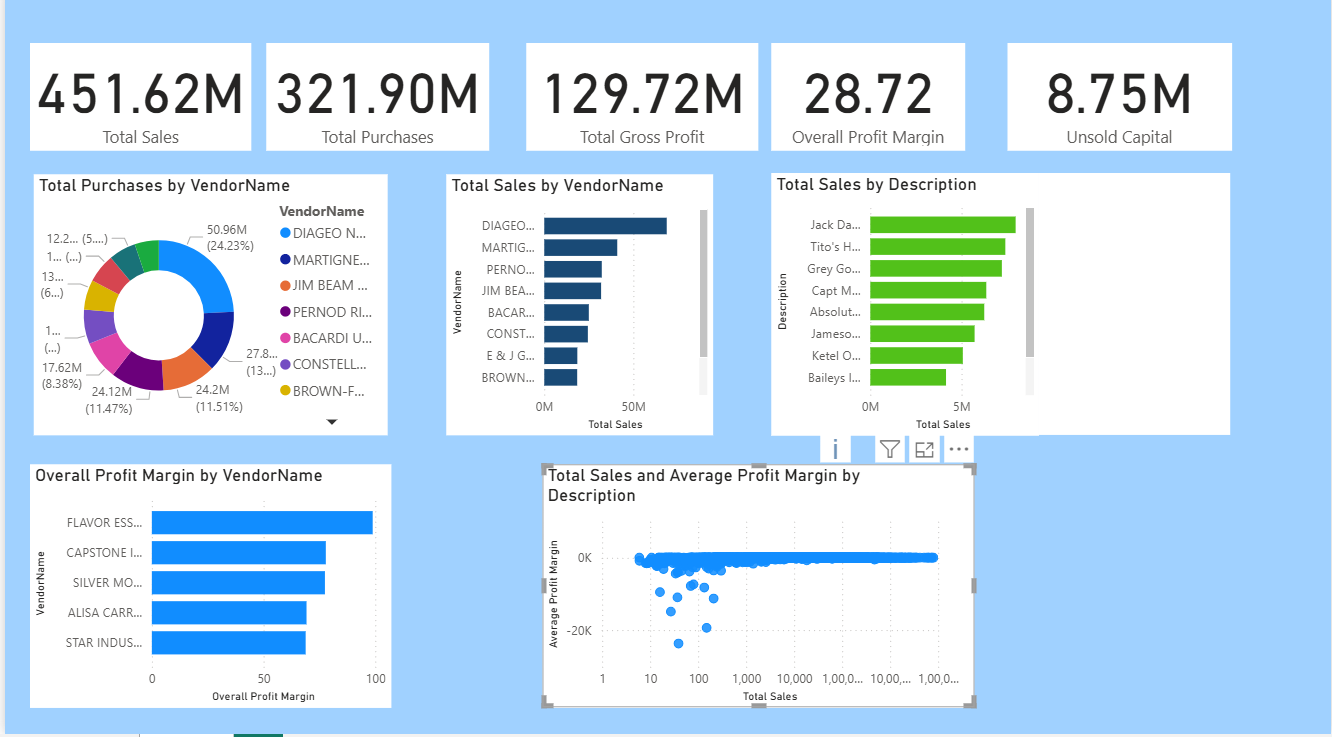 451.62M
Total Sales
321.90M
Total Purchases
129.72M
Total Gross Profit
28.72
Overall Profit Margin
8.75M
Unsold Capital
Total Purchases by VendorName
50.96M
(24.23%)
27.8...
(13...)
24.2M
(11.51%)
24.12M
(11.47%)
17.62M
(8.38%)
1...
(...)
13...
(6...)
1... (...)
12.2... (5....)
VendorName
DIAGEO N...
MARTIGNE...
JIM BEAM ...
PERNOD RI...
BACARDI U...
CONSTELL...
BROWN-F...
Total Sales by VendorName
VendorName
DIAGEO...
MARTIG...
PERNO...
JIM BEA...
BACAR...
CONST...
E & J G...
BROWN...
0M
50M
Total Sales
Total Sales by Description
Description
Jack Da...
Tito's H...
Grey Go...
Capt M...
Absolut...
Jameso...
Ketel O...
Baileys I...
0M
5M
Total Sales
Overall Profit Margin by VendorName
VendorName
FLAVOR ESS...
CAPSTONE I...
SILVER MO...
ALISA CARR...
STAR INDUS...
0
50
100
Overall Profit Margin
Total Sales and Average Profit Margin by
Description
Average Profit Margin
0K
-20K
1
10
100
1,000
10,000
1,00,0...
10,00,...
1,00,0...
Total Sales